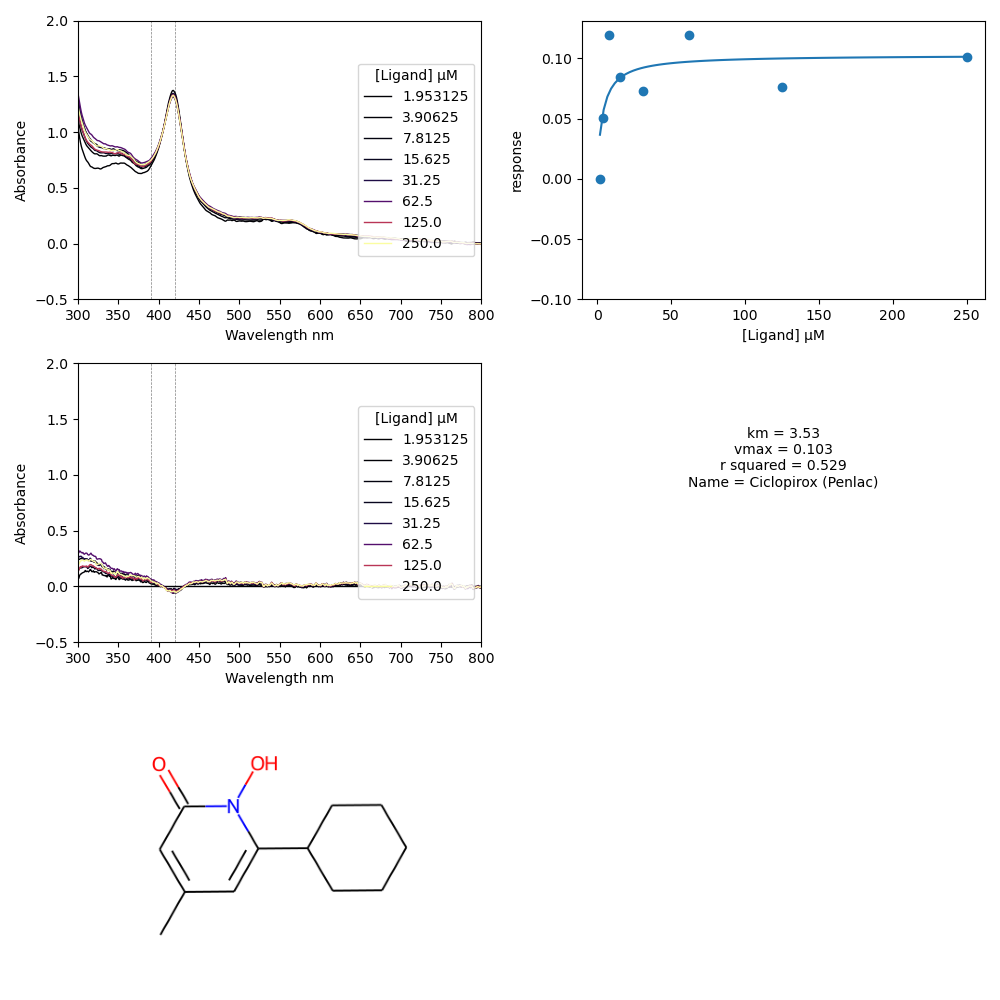 2.0
1.5
1.0
0.5
0.0
−0.5
Absorbance
300 350 400 450 500 550 600 650 700 750 800
Wavelength nm
[Ligand] µM
1.953125
3.90625
7.8125
15.625
31.25
62.5
125.0
250.0
0.10
0.05
0.00
−0.05
−0.10
response
0 50 100 150 200 250
[Ligand] µM
2.0
1.5
1.0
0.5
0.0
−0.5
Absorbance
300 350 400 450 500 550 600 650 700 750 800
Wavelength nm
[Ligand] µM
1.953125
3.90625
7.8125
15.625
31.25
62.5
125.0
250.0
km = 3.53
vmax = 0.103
r squared = 0.529
Name = Ciclopirox (Penlac)
O OH
N